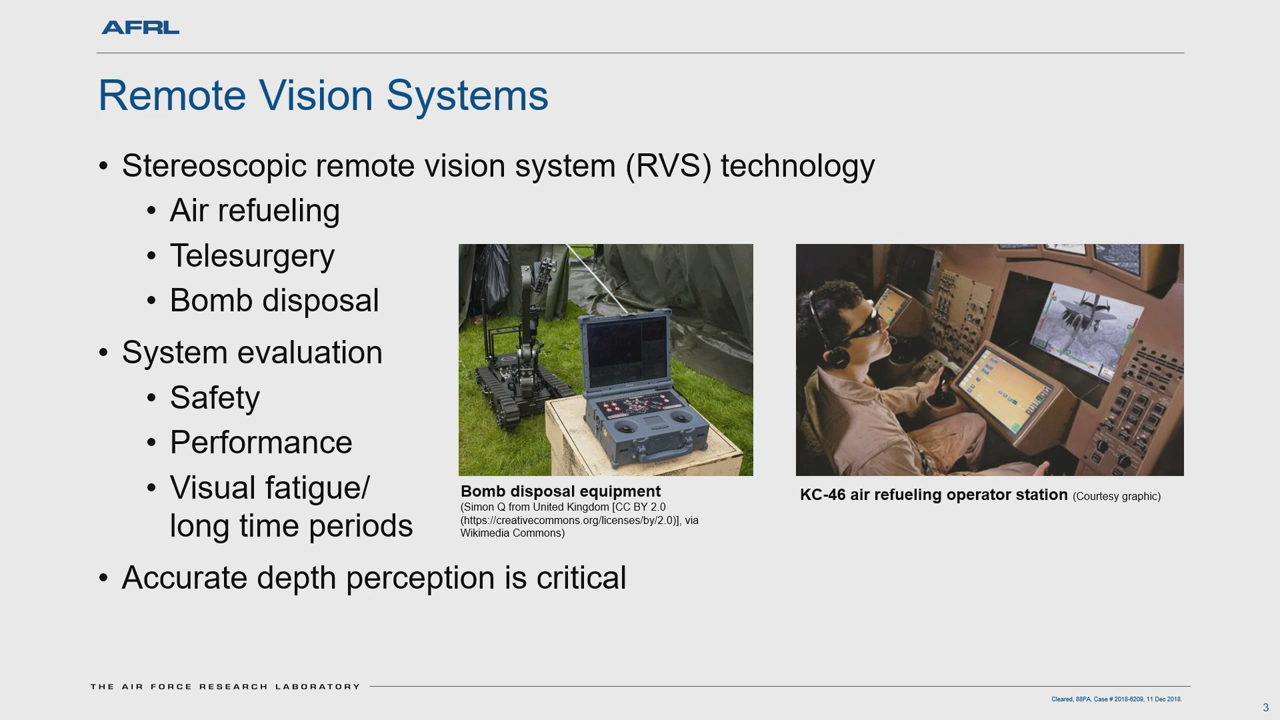 AFRL
Remote Vision Systems
• Stereoscopic remote vision system (RVS) technology
• Air refueling
• Telesurgery
• Bomb disposal
• System evaluation
• Safety
• Performance
• Visual fatigue/
long time periods
Bomb disposal equipment
(Simon Q from United Kingdom [CC BY 2.0
(https://creativecommons.org/licenses/by/2.0)], via
Wikimedia Commons)
KC-46 air refueling operator station (Courtesy graphic)
• Accurate depth perception is critical
THE AIR FORCE RESEARCH LABORATORY
Cleared, 88PA, Case # 2018-6209, 11 Dec 2018.
3